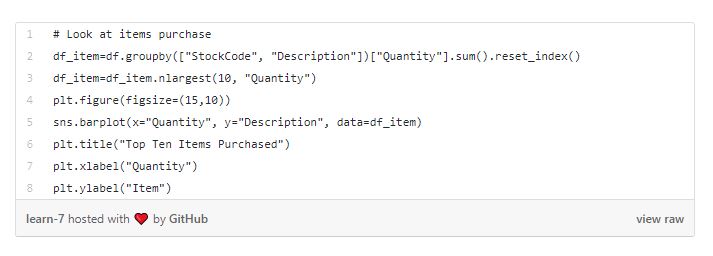 1 # Look at items purchase
2 df_item=df.groupby(["StockCode", "Description"])["Quantity"].sum().reset_index()
3 df_item=df_item.nlargest(10, "Quantity")
4 plt.figure(figsize=(15,10))
5 sns.barplot(x="Quantity", y="Description", data=df_item)
6 plt.title("Top Ten Items Purchased")
7 plt.xlabel("Quantity")
8 plt.ylabel("Item")
learn-7 hosted with ❤ by GitHub view raw